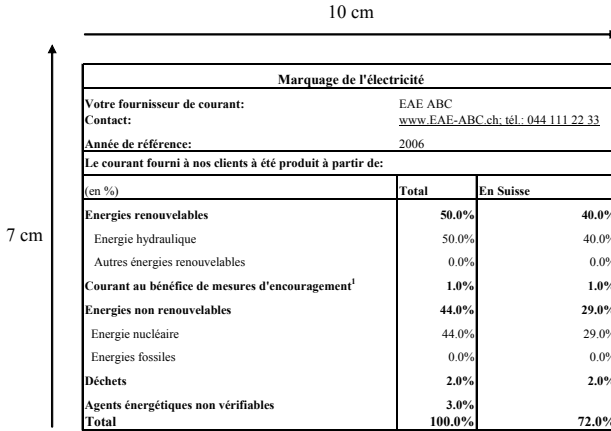 10 cm
7 cm
Marquage de l'électricité
Votre fournisseur de courant: EAE ABC
Contact: www.EAE-ABC.ch; tél.: 044 111 22 33
Année de référence: 2006
Le courant fourni à nos clients à été produit à partir de:
(en %) Total En Suisse
Energies renouvelables 50.0% 40.0%
Energie hydraulique 50.0% 40.0%
Autres énergies renouvelables 0.0% 0.0%
Courant au bénéfice de mesures d'encouragement¹ 1.0% 1.0%
Energies non renouvelables 44.0% 29.0%
Energie nucléaire 44.0% 29.0%
Energies fossiles 0.0% 0.0%
Déchets 2.0% 2.0%
Agents énergétiques non vérifiables 3.0%
Total 100.0% 72.0%